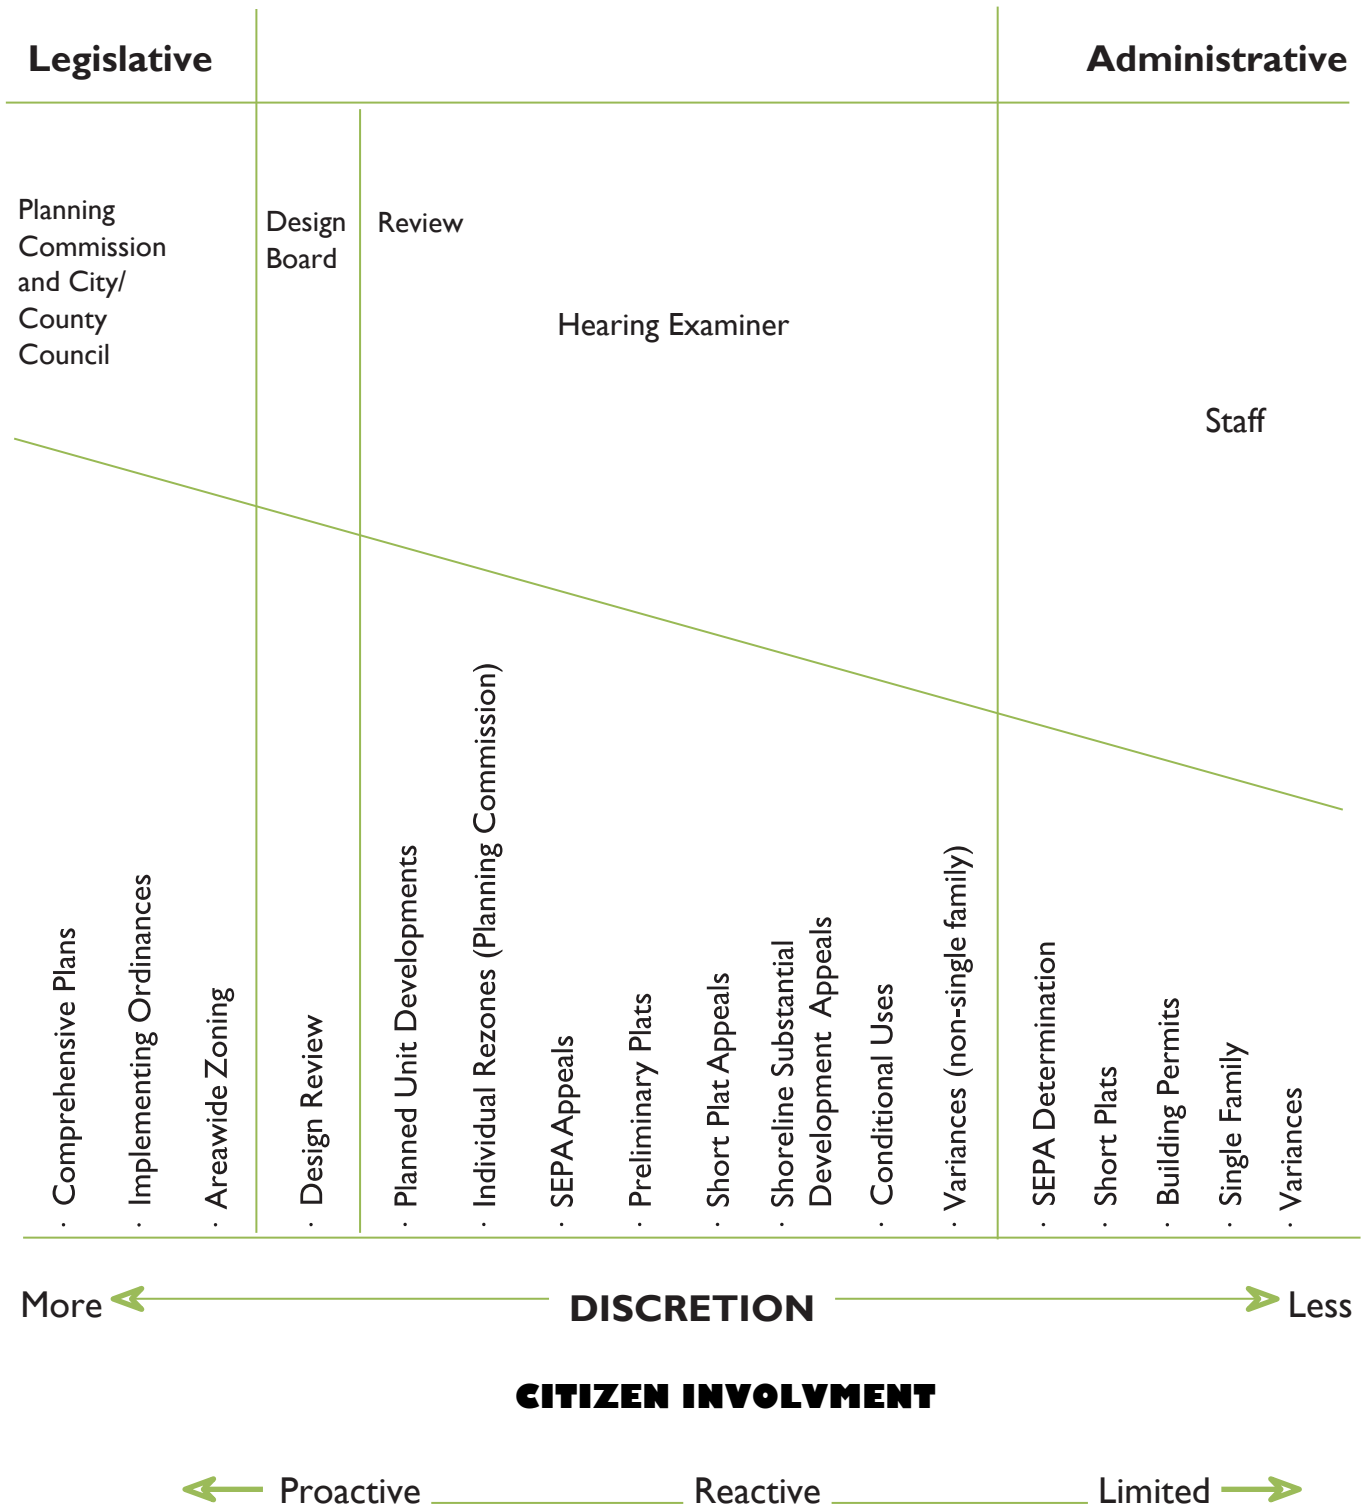 Legislative
Administrative
Planning
Commission
and City/
County
Council
Design
Board
Review
Hearing Examiner
Staff
· Comprehensive Plans
· Implementing Ordinances
· Areawide Zoning
· Design Review
· Planned Unit Developments
· Individual Rezones (Planning Commission)
· SEPA Appeals
· Preliminary Plats
· Short Plat Appeals
· Shoreline Substantial
Development Appeals
· Conditional Uses
· Variances (non-single family)
· SEPA Determination
· Short Plats
· Building Permits
· Single Family
· Variances
More DISCRETION Less
CITIZEN INVOLVMENT
Proactive Reactive Limited